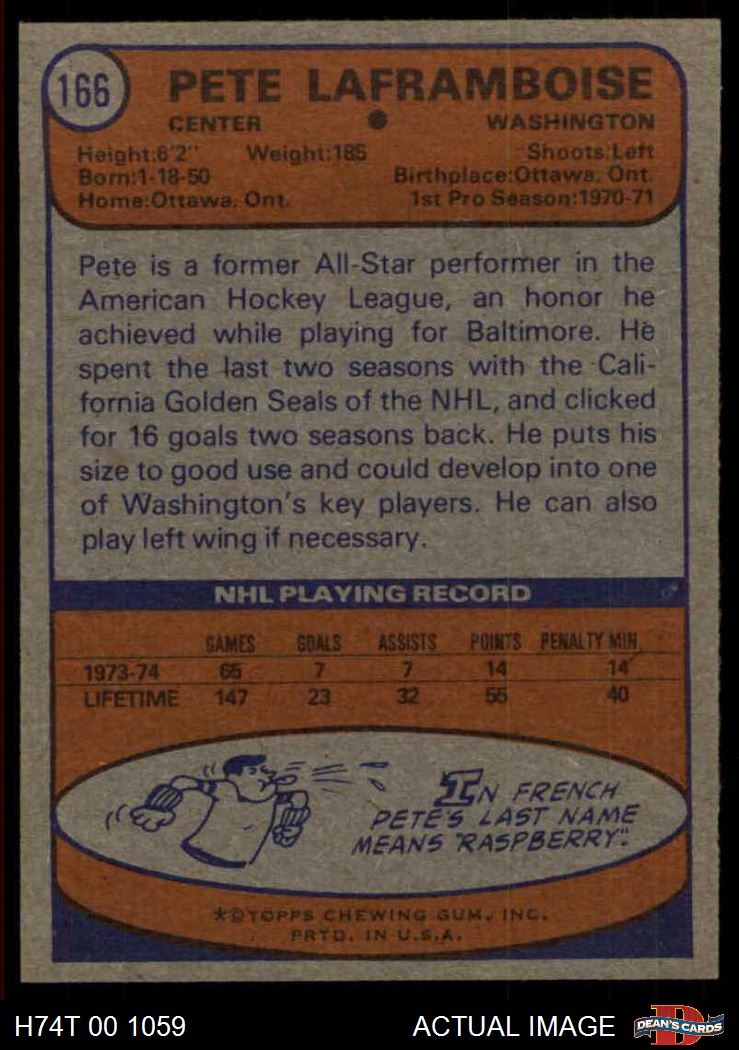 166
PETE LAFRAMBOISE
CENTER • WASHINGTON
Height:6'2" Weight:185 Shoots:Left
Born:1-18-50 Birthplace:Ottawa, Ont.
Home:Ottawa, Ont. 1st Pro Season:1970-71
Pete is a former All-Star performer in the
American Hockey League, an honor he
achieved while playing for Baltimore. He
spent the last two seasons with the Cali-
fornia Golden Seals of the NHL, and clicked
for 16 goals two seasons back. He puts his
size to good use and could develop into one
of Washington's key players. He can also
play left wing if necessary.
NHL PLAYING RECORD
GAMES GOALS ASSISTS POINTS PENALTY MIN.
1973-74 65 7 7 14 14
LIFETIME 147 23 32 55 40
IN FRENCH
PETE'S LAST NAME
MEANS "RASPBERRY".
*©TOPPS CHEWING GUM, INC.
PRTD. IN U.S.A.
H74T 00 1059 ACTUAL IMAGE D DEAN'S CARDS